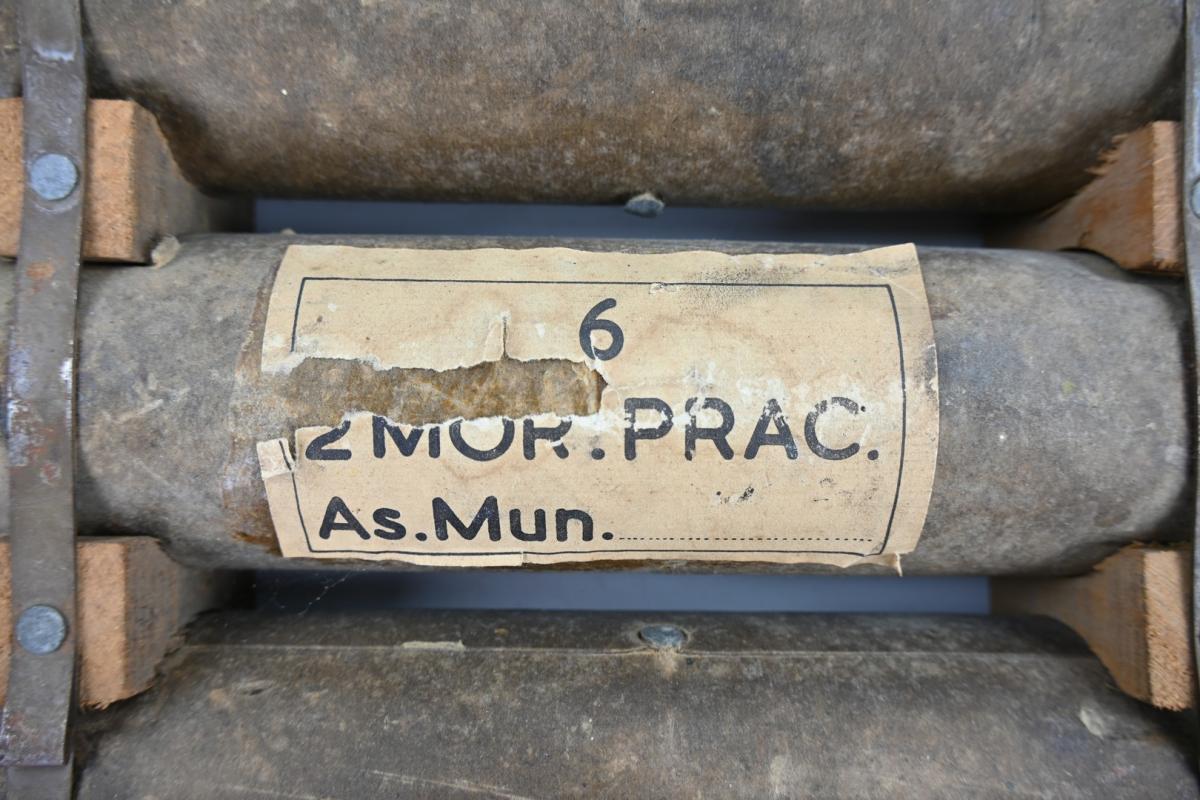 6
2 MOR. PRAC.
As. Mun.